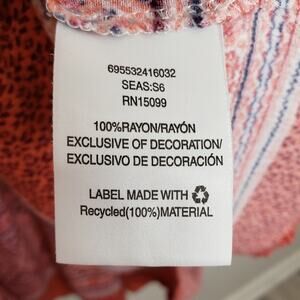 695532416032
SEAS:S6
RN15099
100%RAYON/RAYÓN
EXCLUSIVE OF DECORATION/
EXCLUSIVO DE DECORACIÓN
LABEL MADE WITH
Recycled(100%)MATERIAL